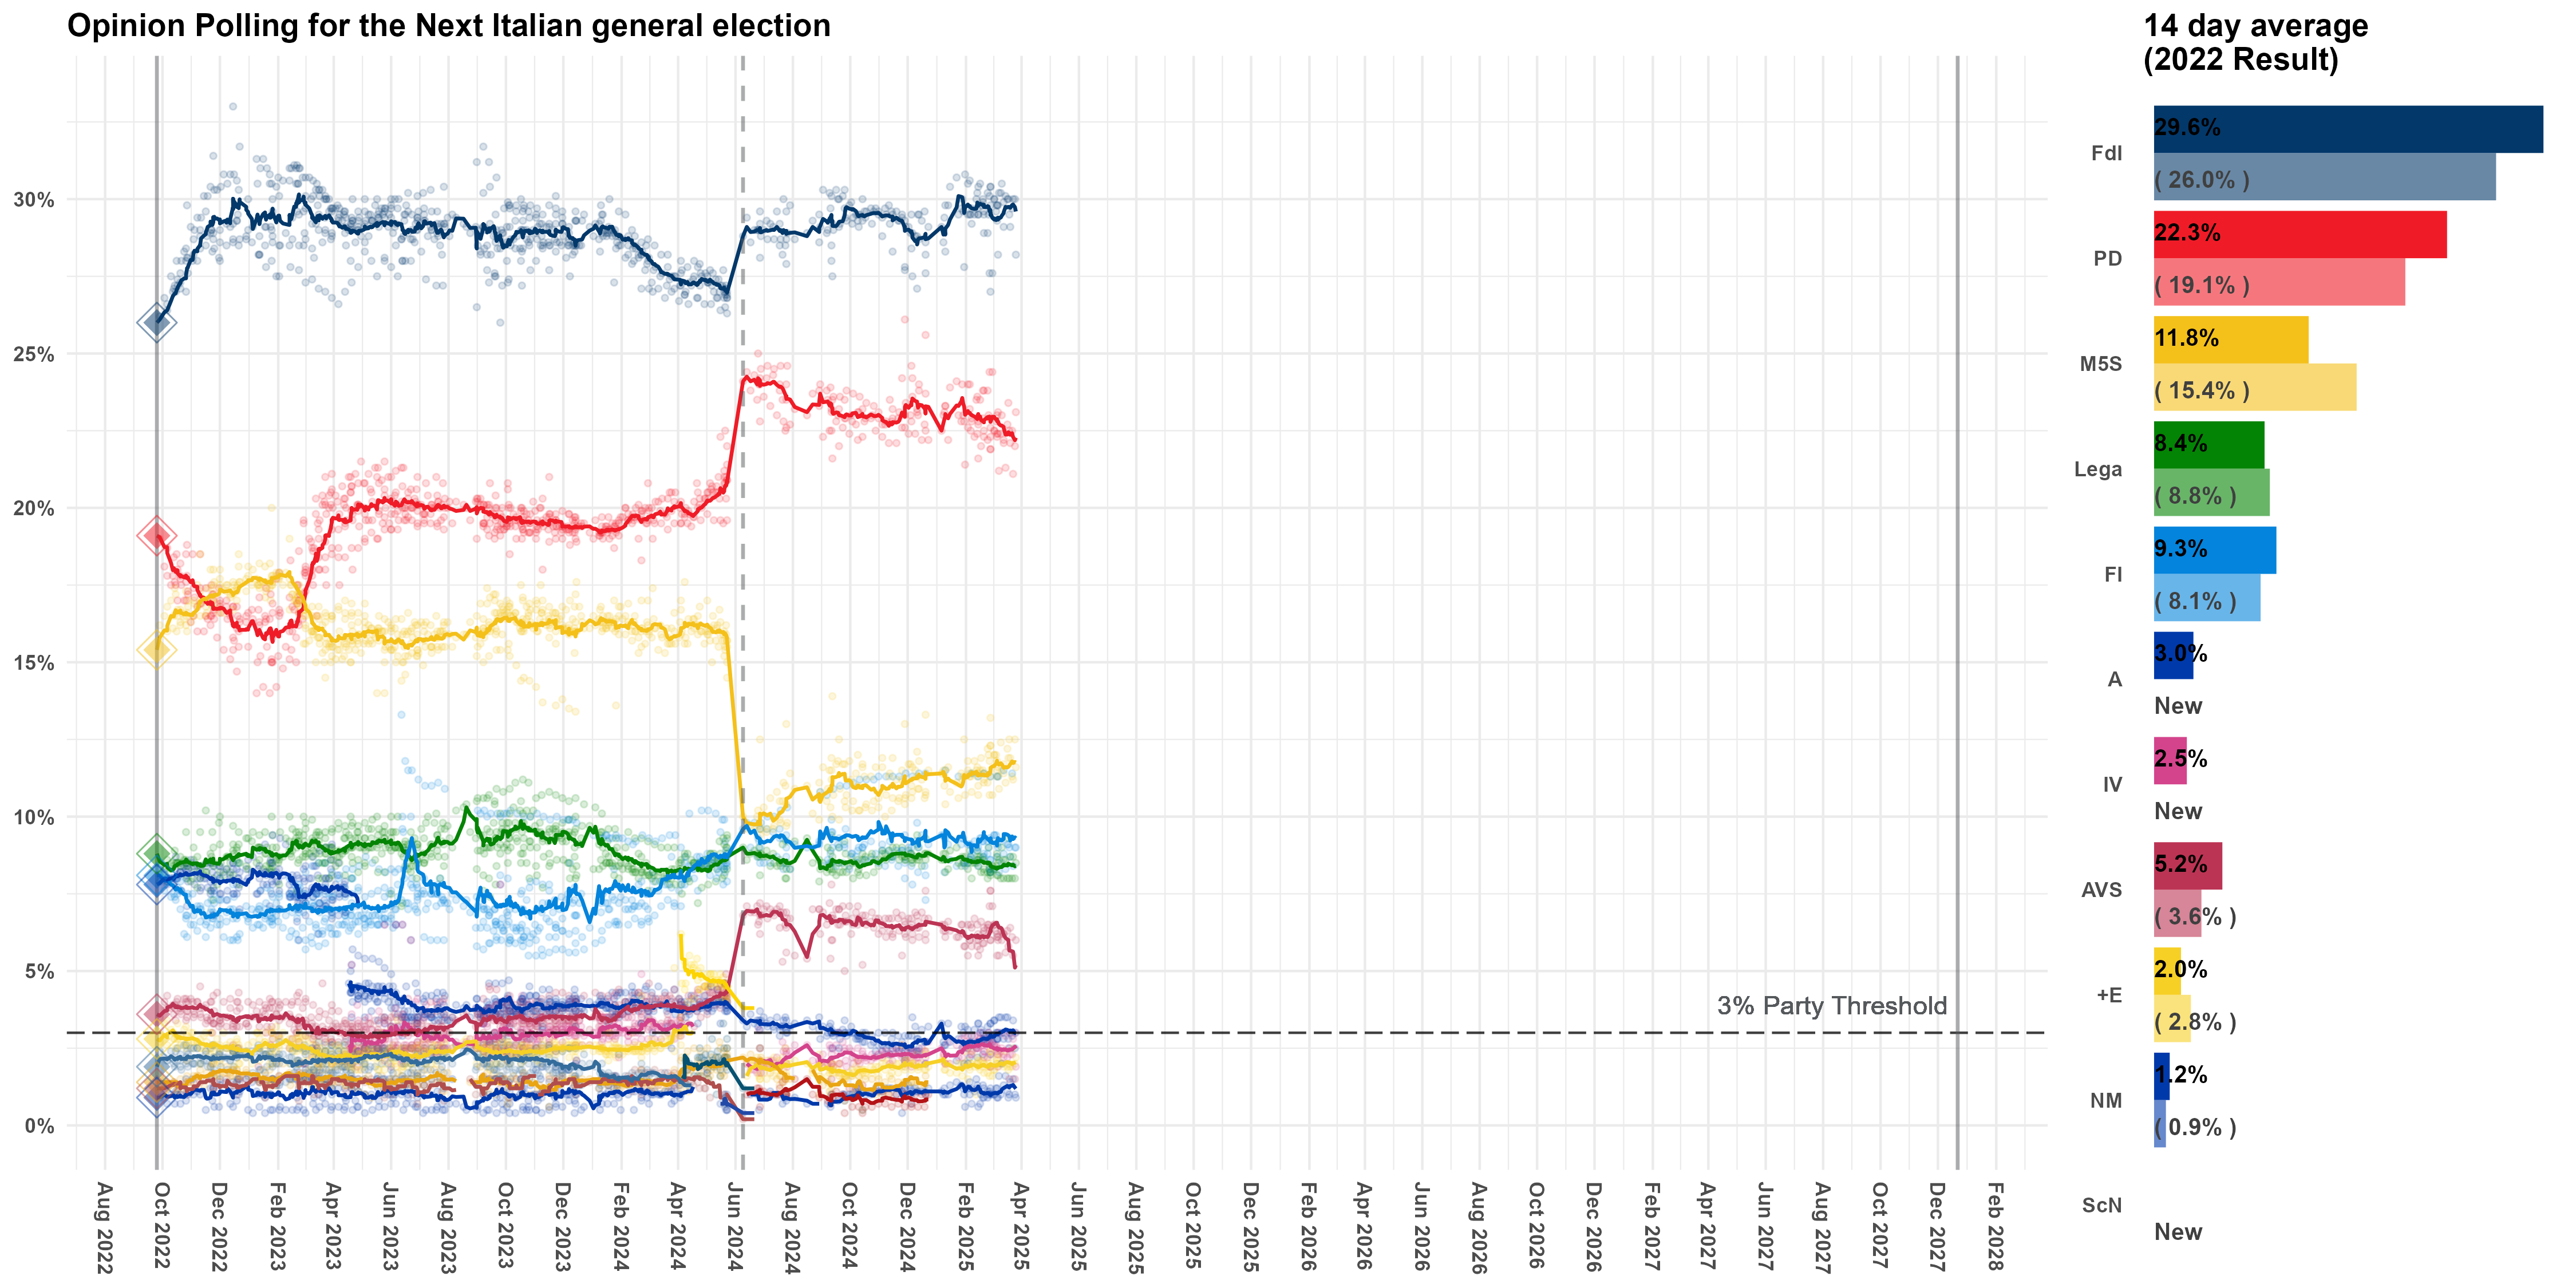 Opinion Polling for the Next Italian general election
14 day average
(2022 Result)
30%
25%
20%
15%
10%
5%
0%
3% Party Threshold
Aug 2022
Oct 2022
Dec 2022
Feb 2023
Apr 2023
Jun 2023
Aug 2023
Oct 2023
Dec 2023
Feb 2024
Apr 2024
Jun 2024
Aug 2024
Oct 2024
Dec 2024
Feb 2025
Apr 2025
Jun 2025
Aug 2025
Oct 2025
Dec 2025
Feb 2026
Apr 2026
Jun 2026
Aug 2026
Oct 2026
Dec 2026
Feb 2027
Apr 2027
Jun 2027
Aug 2027
Oct 2027
Dec 2027
Feb 2028
29.6%
FdI
( 26.0% )
22.3%
PD
( 19.1% )
11.8%
M5S
( 15.4% )
8.4%
Lega
( 8.8% )
9.3%
FI
( 8.1% )
3.0%
A
New
2.5%
IV
New
5.2%
AVS
( 3.6% )
2.0%
+E
( 2.8% )
1.2%
NM
( 0.9% )
ScN
New